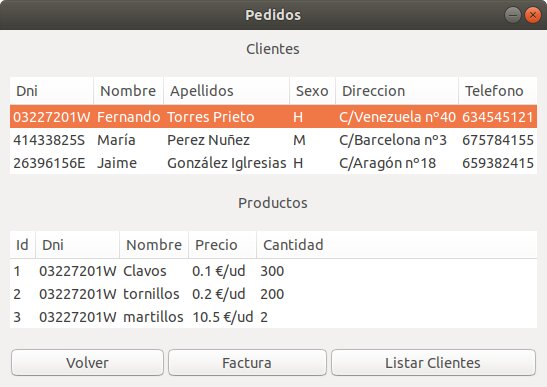 Pedidos
Clientes
Dni Nombre Apellidos Sexo Direccion Telefono
03227201W Fernando Torres Prieto H C/Venezuela nº40 634545121
41433825S María Perez Nuñez M C/Barcelona nº3 675784155
26396156E Jaime González Iglresias H C/Aragón nº18 659382415
Productos
Id Dni Nombre Precio Cantidad
1 03227201W Clavos 0.1 €/ud 300
2 03227201W tornillos 0.2 €/ud 200
3 03227201W martillos 10.5 €/ud 2
Volver Factura Listar Clientes